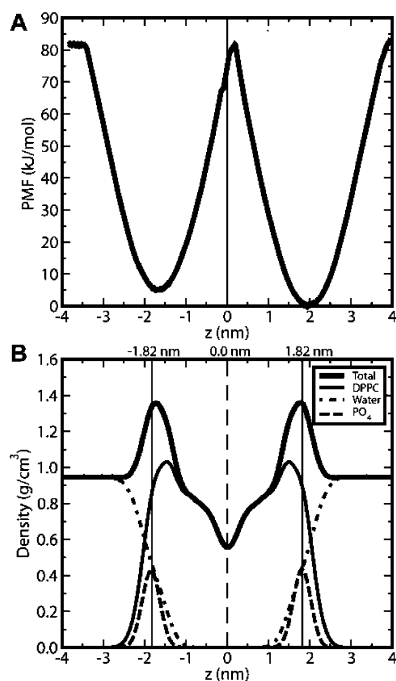 A
PMF (kJ/mol)
90
80
70
60
50
40
30
20
10
0
-4 -3 -2 -1 0 1 2 3 4
z (nm)
B
-1.82 nm 0.0 nm 1.82 nm
Density (g/cm3)
1.6
1.4
1.2
1.0
0.8
0.6
0.4
0.2
0.0
Total
DPPC
Water
PO4
-4 -3 -2 -1 0 1 2 3 4
z (nm)